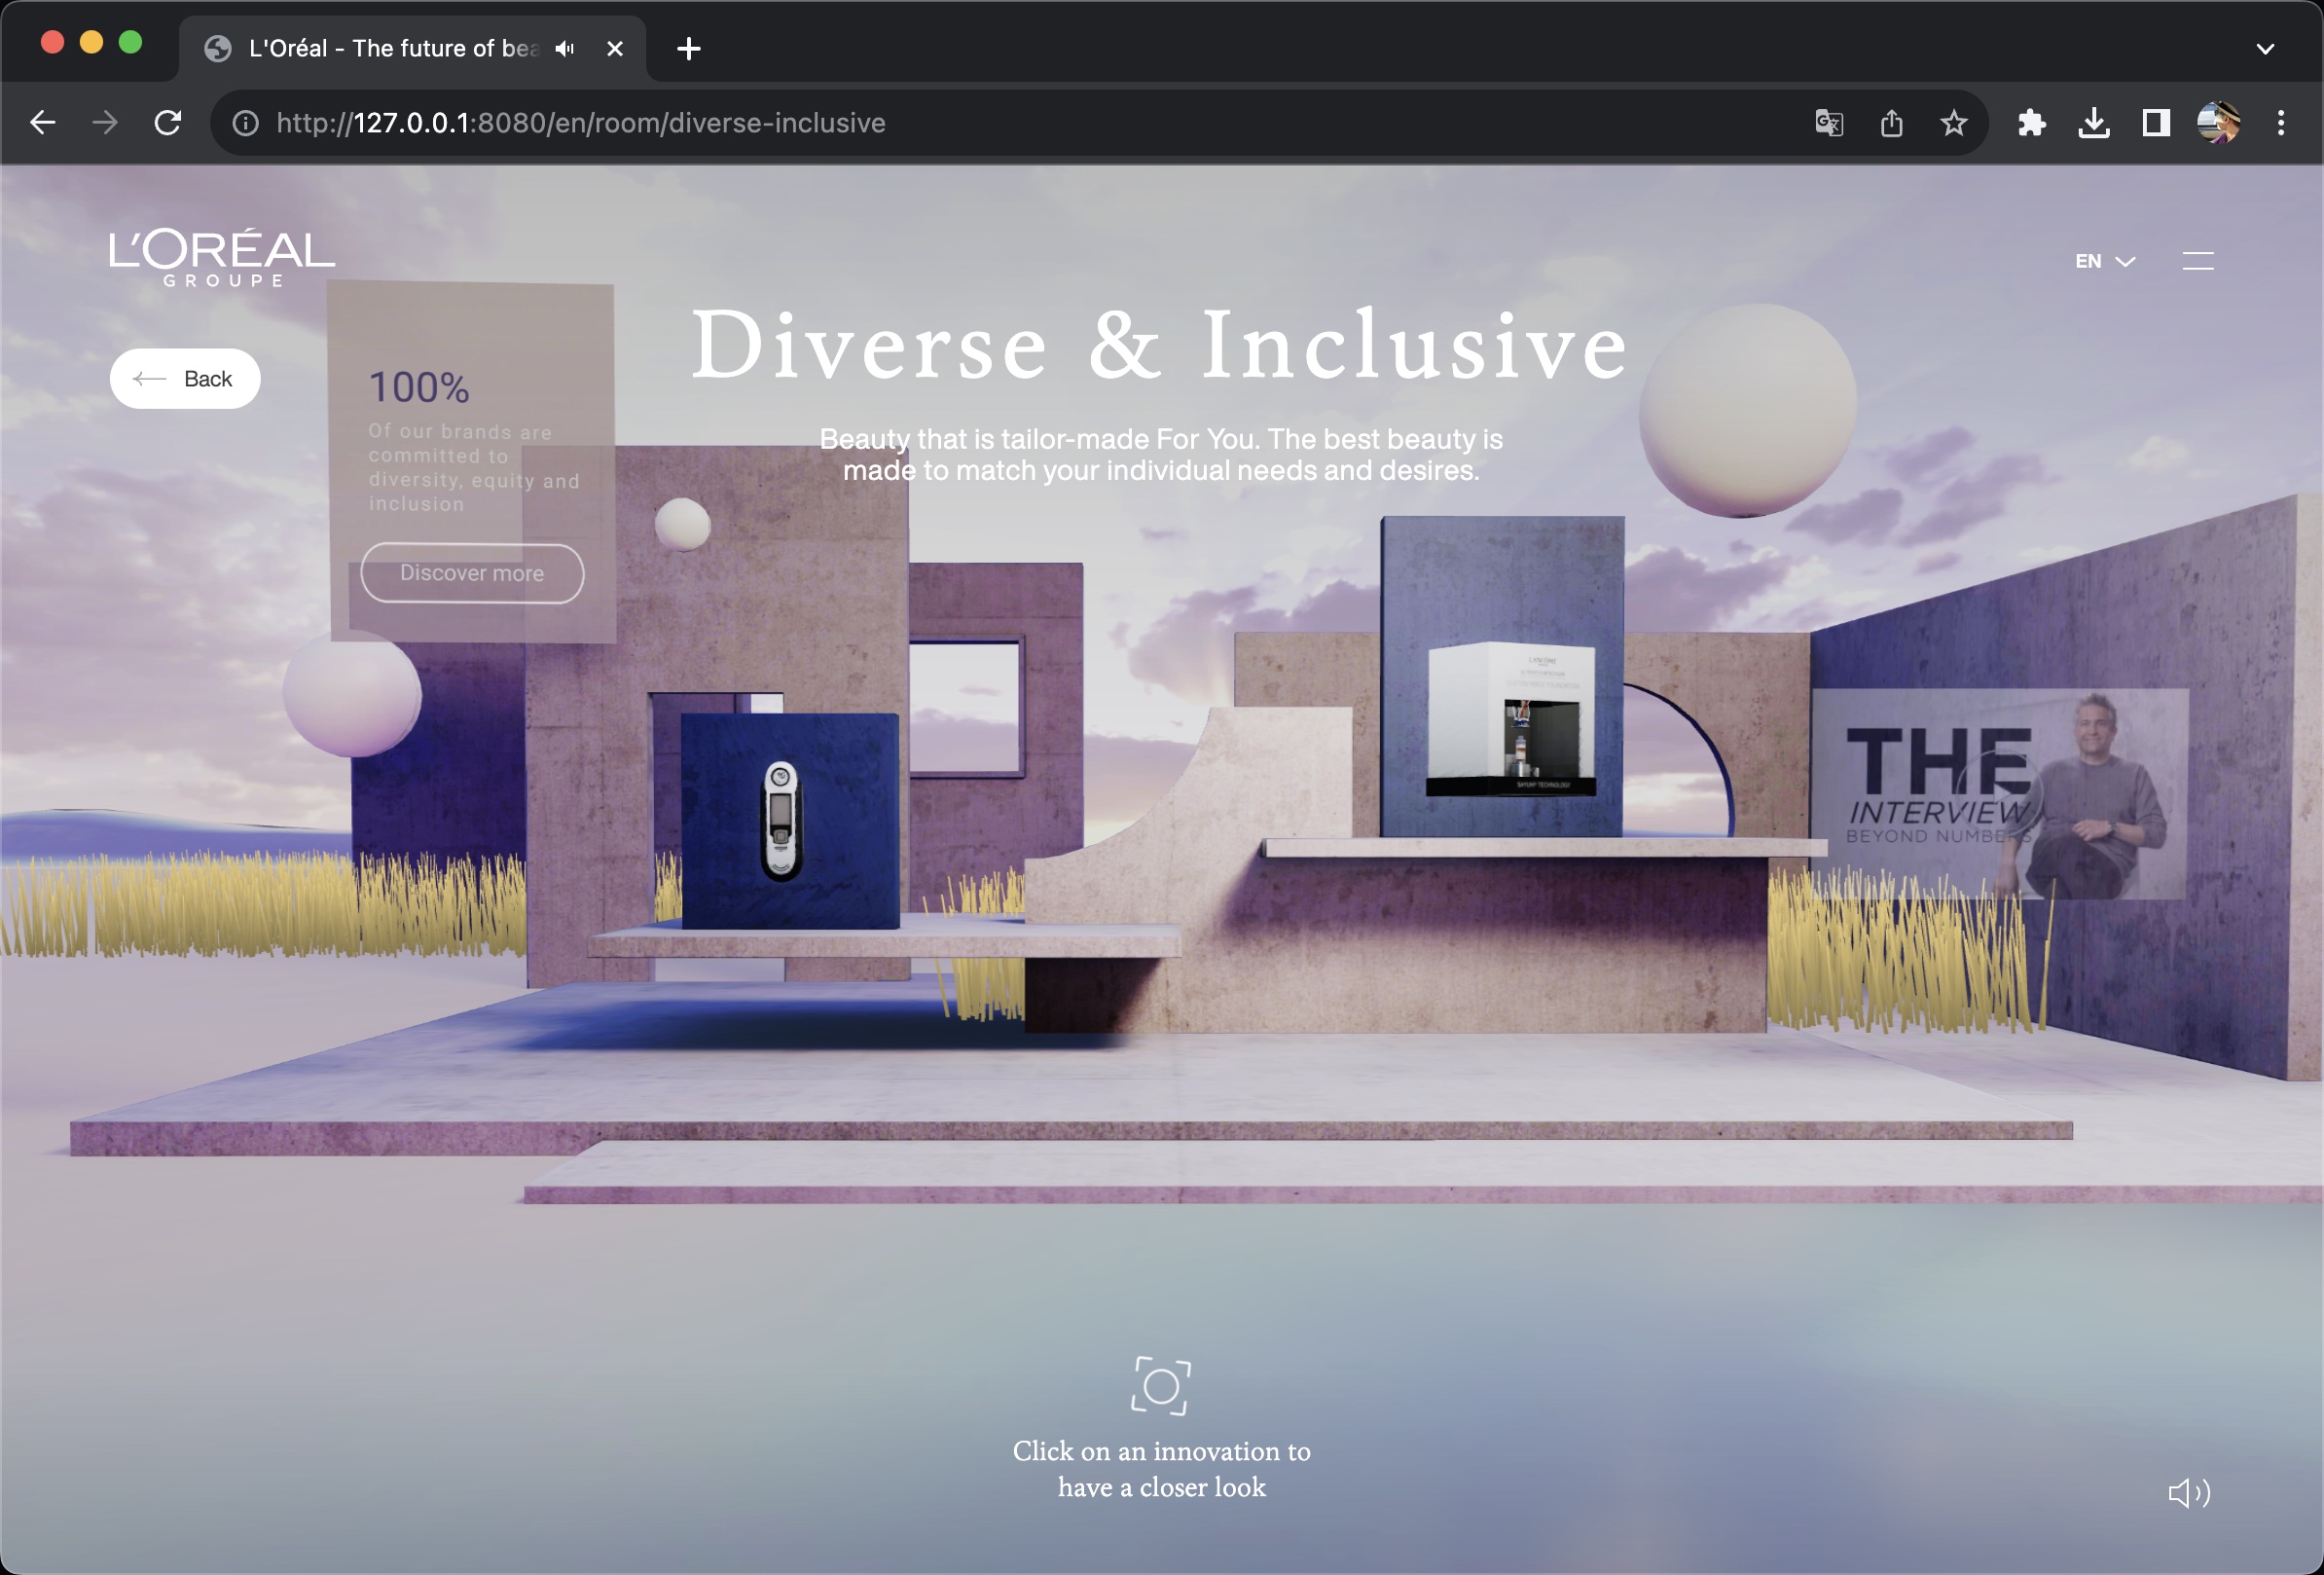 L'Oréal - The future of bea
http://127.0.0.1:8080/en/room/diverse-inclusive
L'ORÉAL
GROUPE
EN
Back
Diverse & Inclusive
Beauty that is tailor-made For You. The best beauty is
made to match your individual needs and desires.
100%
Of our brands are
committed to
diversity, equity and
inclusion
Discover more
LANCÔME
THE
INTERVIEW
BEYOND NUMBERS
Click on an innovation to
have a closer look